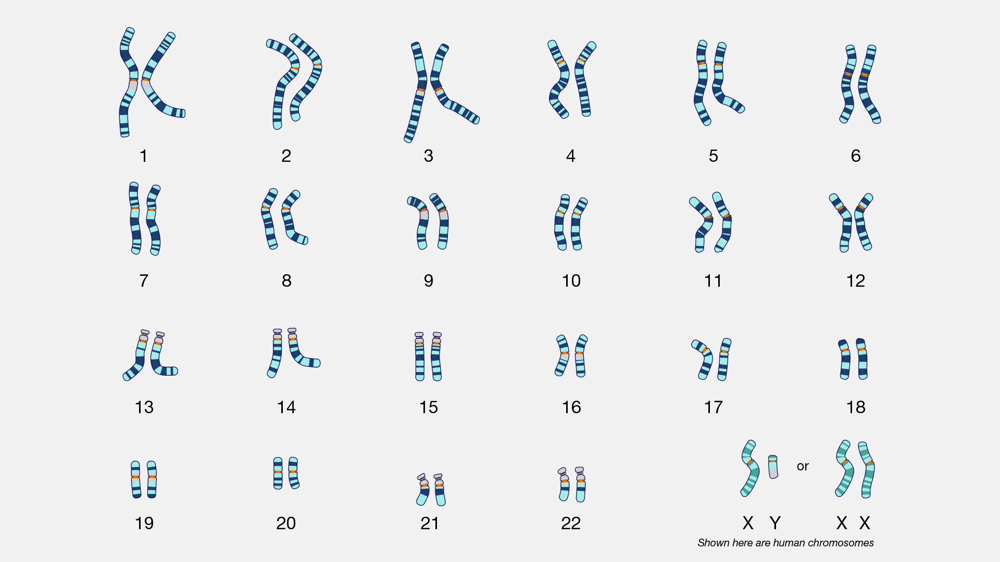 1 2 3 4 5 6
7 8 9 10 11 12
13 14 15 16 17 18
or
19 20 21 22 X Y X X
Shown here are human chromosomes